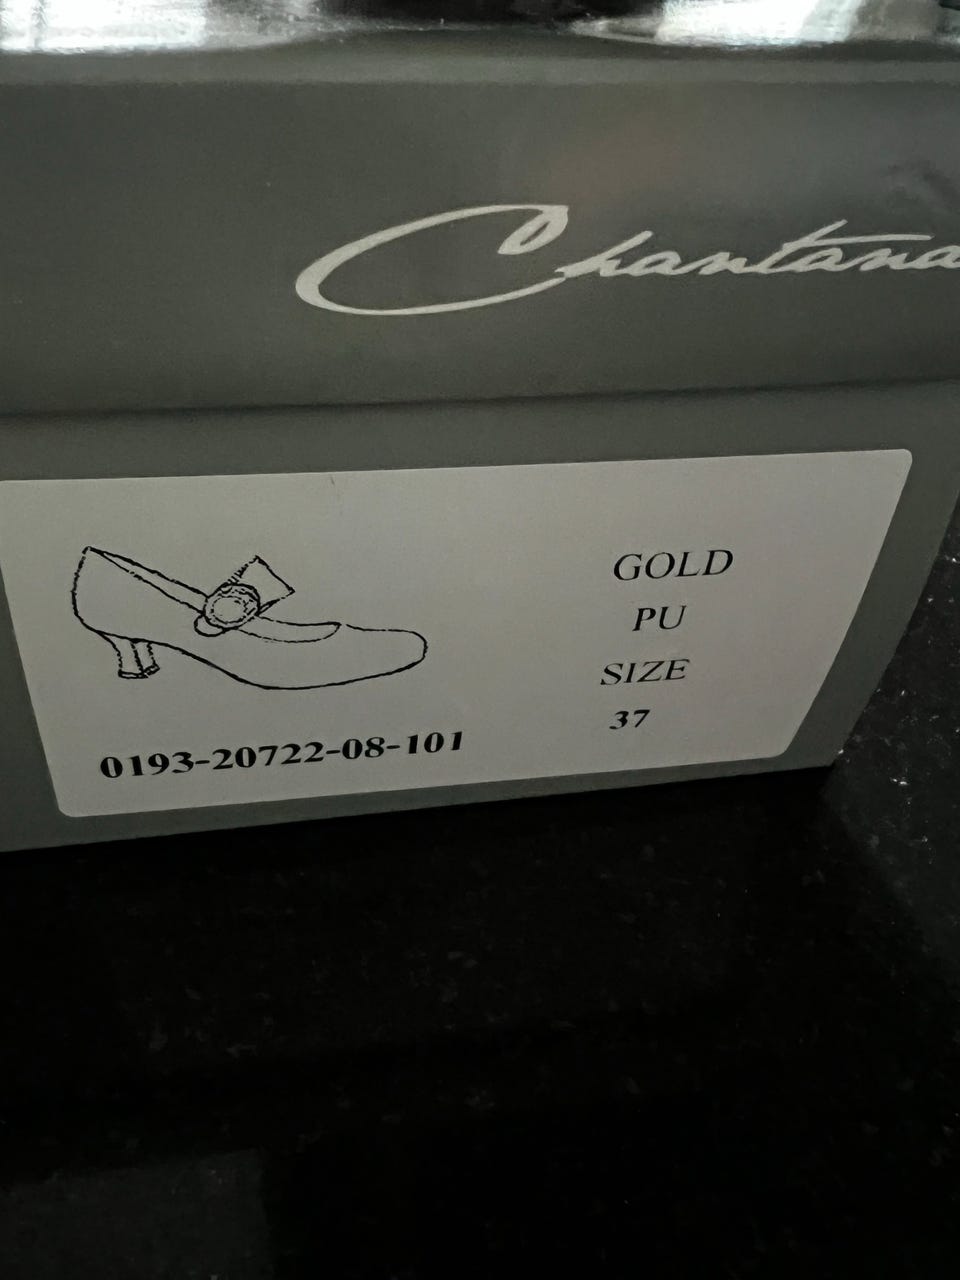 Chantana
GOLD
PU
SIZE
37
0193-20722-08-101